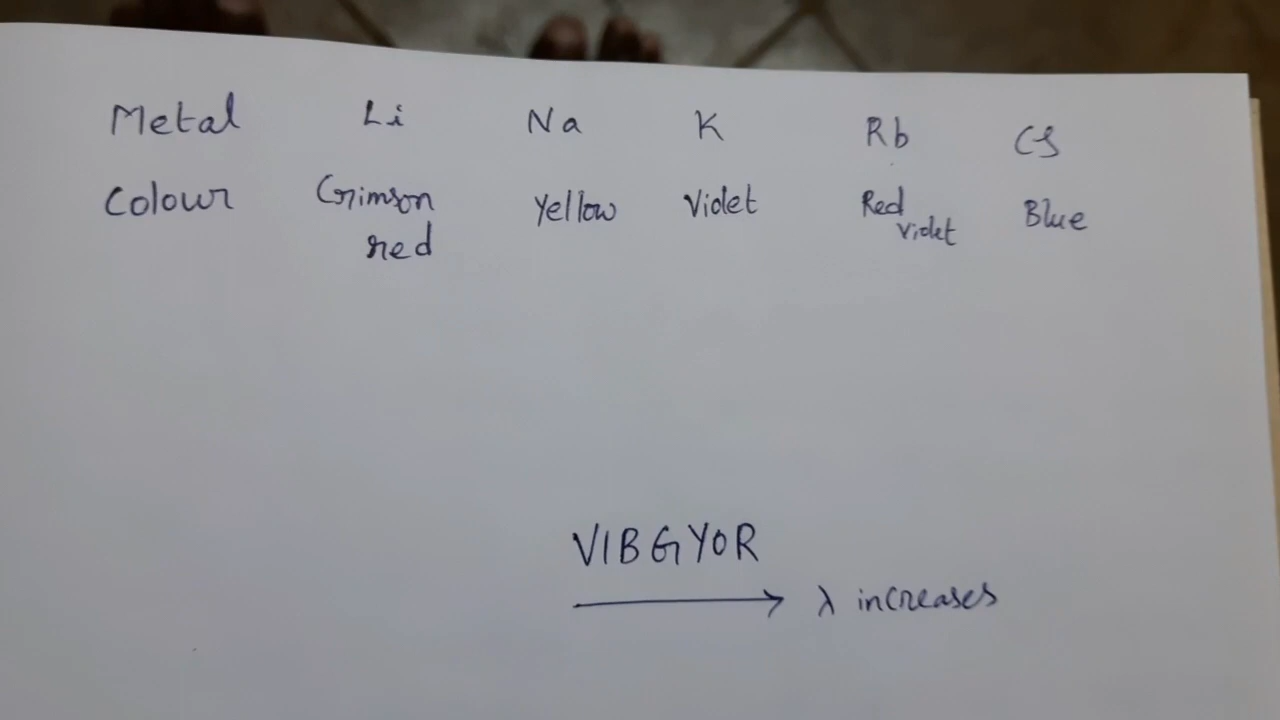 Metal Li Na K Rb Cs
Colour Crimson red Yellow Violet Red violet Blue
VIBGYOR
λ increases